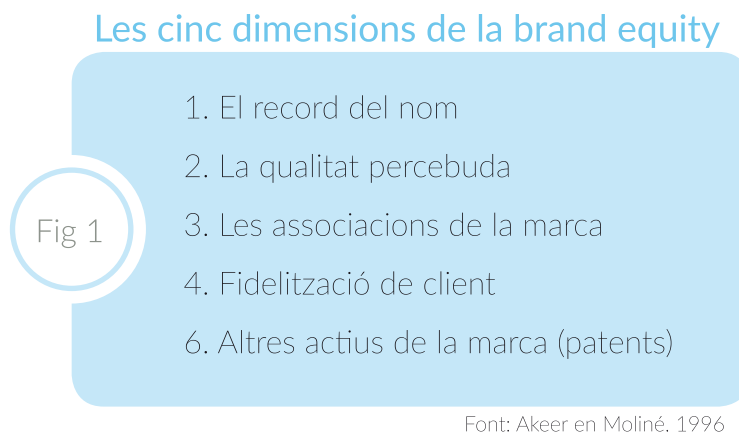 Les cinc dimensions de la brand equity
1. El record del nom
2. La qualitat percebuda
Fig 1
3. Les associacions de la marca
4. Fidelització de client
6. Altres actius de la marca (patents)
Font: Akeer en Moliné. 1996